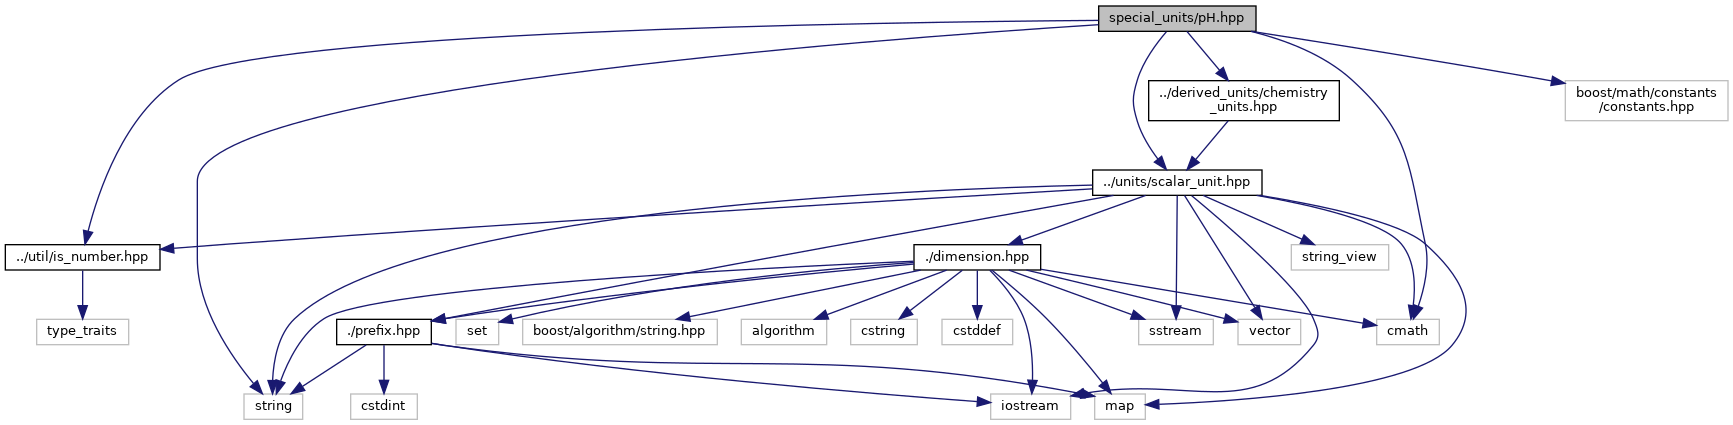 special_units/pH.hpp
../derived_units/chemistry
_units.hpp
boost/math/constants
/constants.hpp
../units/scalar_unit.hpp
../util/is_number.hpp
./dimension.hpp
string_view
type_traits
./prefix.hpp
set
boost/algorithm/string.hpp
algorithm
cstring
cstddef
sstream
vector
cmath
string
cstdint
iostream
map